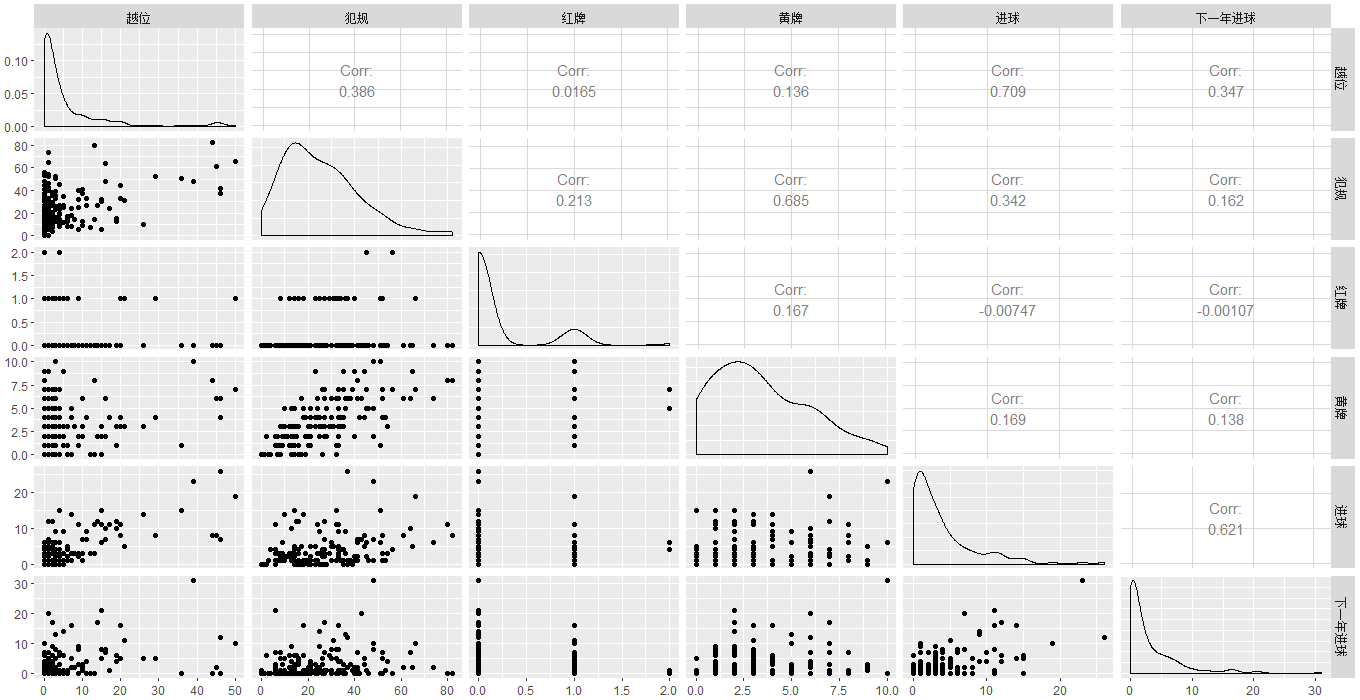 越位 犯规 红牌 黄牌 进球 下一年进球
0.10
0.05
0.00
Corr:
0.386
Corr:
0.0165
Corr:
0.136
Corr:
0.709
Corr:
0.347
越位
80
60
40
20
0
Corr:
0.213
Corr:
0.685
Corr:
0.342
Corr:
0.162
犯规
2.0
1.5
1.0
0.5
0.0
Corr:
0.167
Corr:
-0.00747
Corr:
-0.00107
红牌
10.0
7.5
5.0
2.5
0.0
Corr:
0.169
Corr:
0.138
黄牌
20
10
0
Corr:
0.621
进球
30
20
10
0
下一年进球
0 10 20 30 40 50
0 20 40 60 80
0.0 0.5 1.0 1.5 2.0
0.0 2.5 5.0 7.5 10.0
0 10 20
0 10 20 30